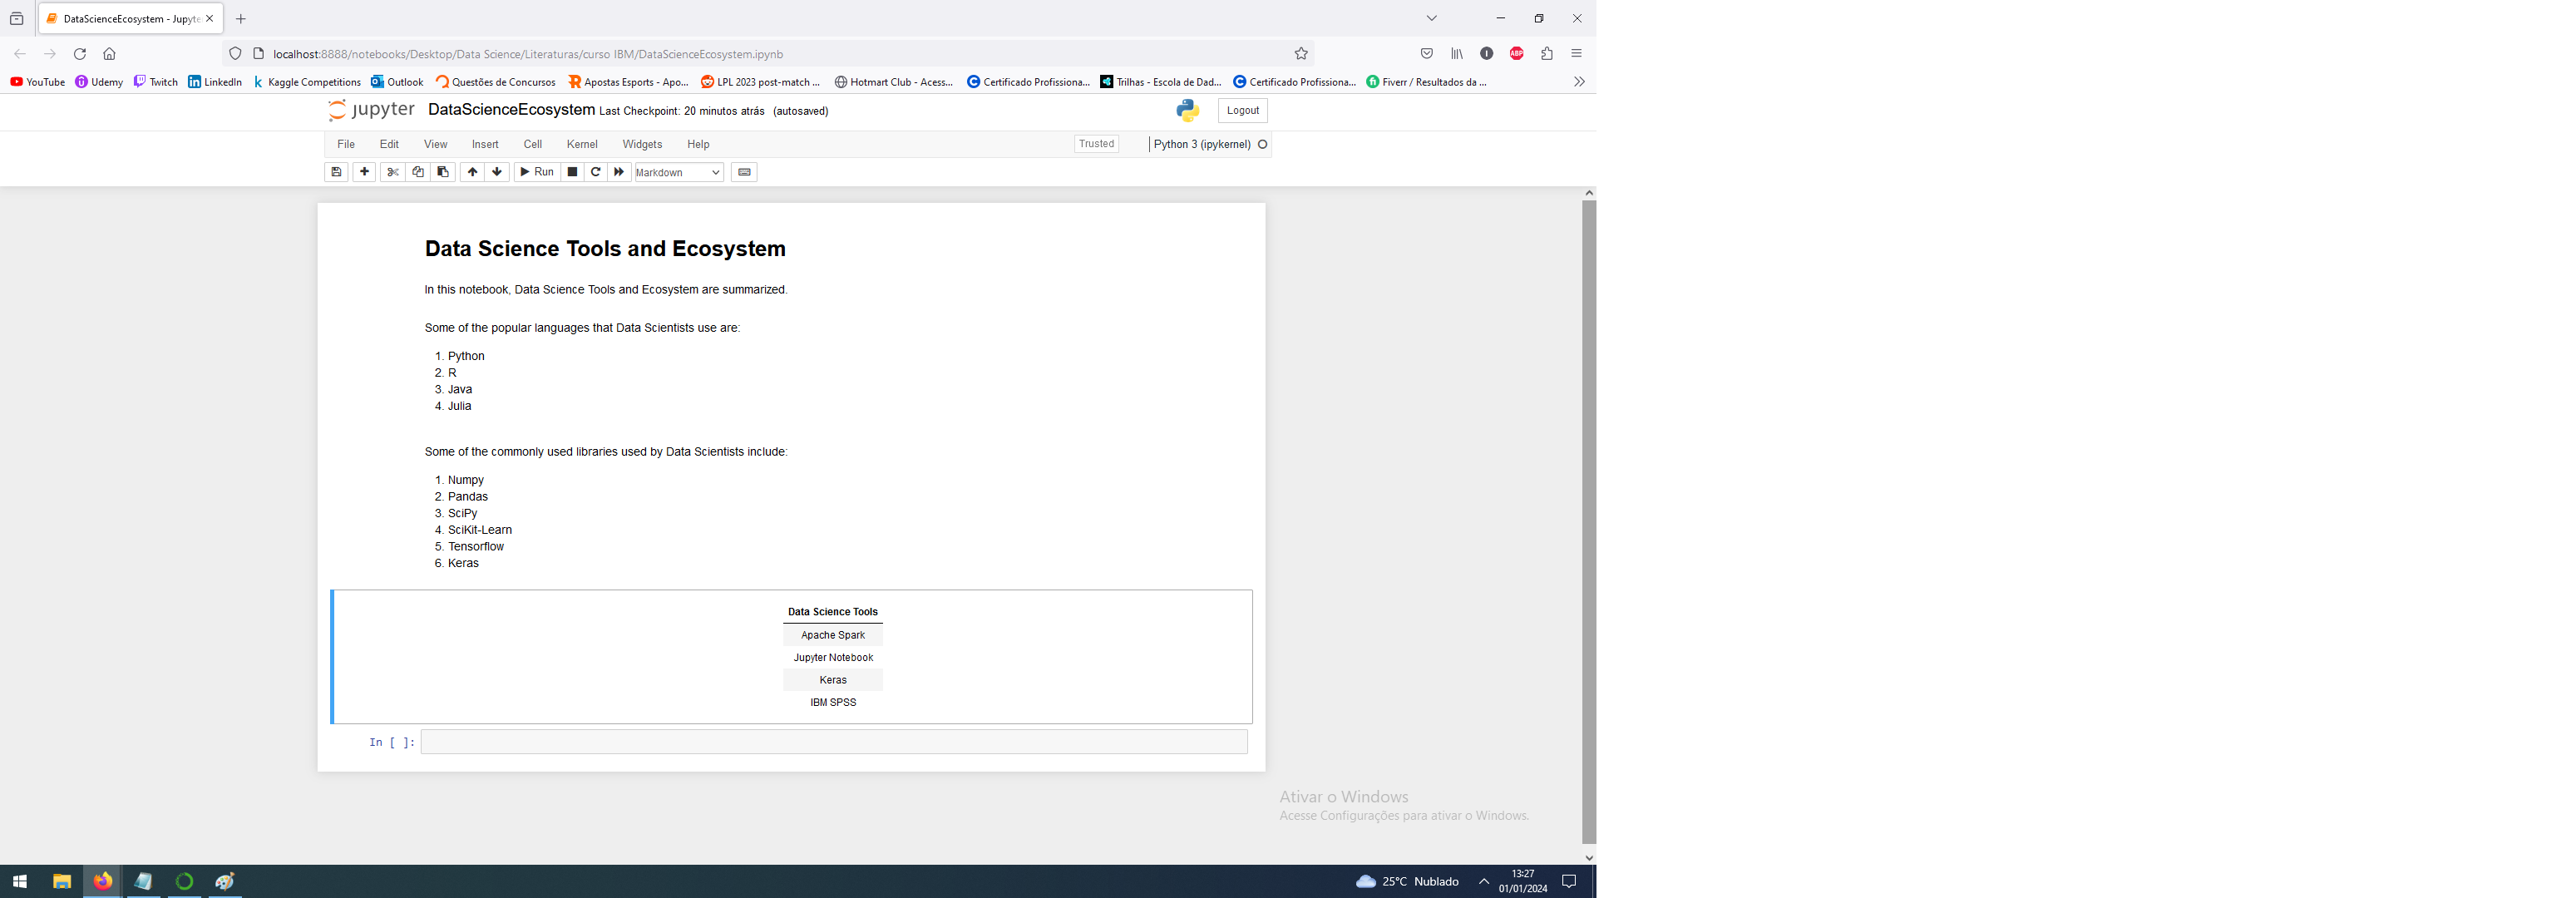 DataScienceEcosystem - Jupyte
localhost:8888/notebooks/Desktop/Data Science/Literaturas/curso IBM/DataScienceEcosystem.ipynb
ABP
YouTube Udemy Twitch LinkedIn Kaggle Competitions Outlook Questões de Concursos Apostas Esports - Apo... LPL 2023 post-match ... Hotmart Club - Acess... Certificado Profissiona... Trilhas - Escola de Dad... Certificado Profissiona... Fiverr / Resultados da ...
jupyter DataScienceEcosystem Last Checkpoint: 20 minutos atrás (autosaved) Logout
File Edit View Insert Cell Kernel Widgets Help Trusted Python 3 (ipykernel)
Run Markdown
Data Science Tools and Ecosystem
In this notebook, Data Science Tools and Ecosystem are summarized.
Some of the popular languages that Data Scientists use are:
1. Python
2. R
3. Java
4. Julia
Some of the commonly used libraries used by Data Scientists include:
1. Numpy
2. Pandas
3. SciPy
4. SciKit-Learn
5. Tensorflow
6. Keras
Data Science Tools
Apache Spark
Jupyter Notebook
Keras
IBM SPSS
In [ ]:
Ativar o Windows
Acesse Configurações para ativar o Windows.
25°C Nublado
13:27
01/01/2024